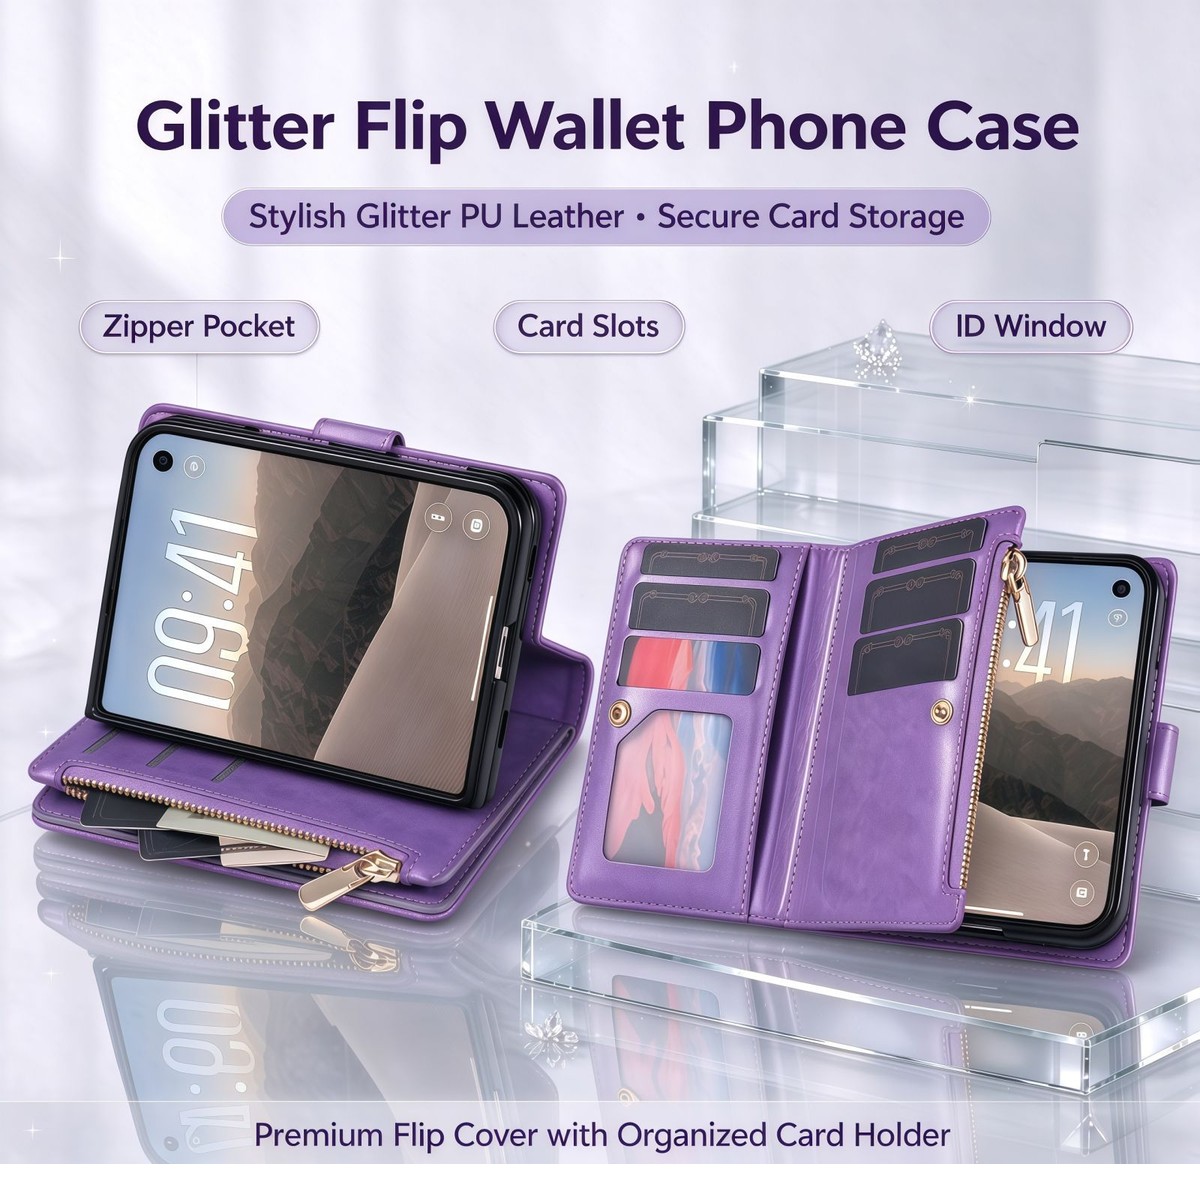 Glitter Flip Wallet Phone Case
Stylish Glitter PU Leather • Secure Card Storage
Zipper Pocket
Card Slots
ID Window
09:41
:41
Premium Flip Cover with Organized Card Holder